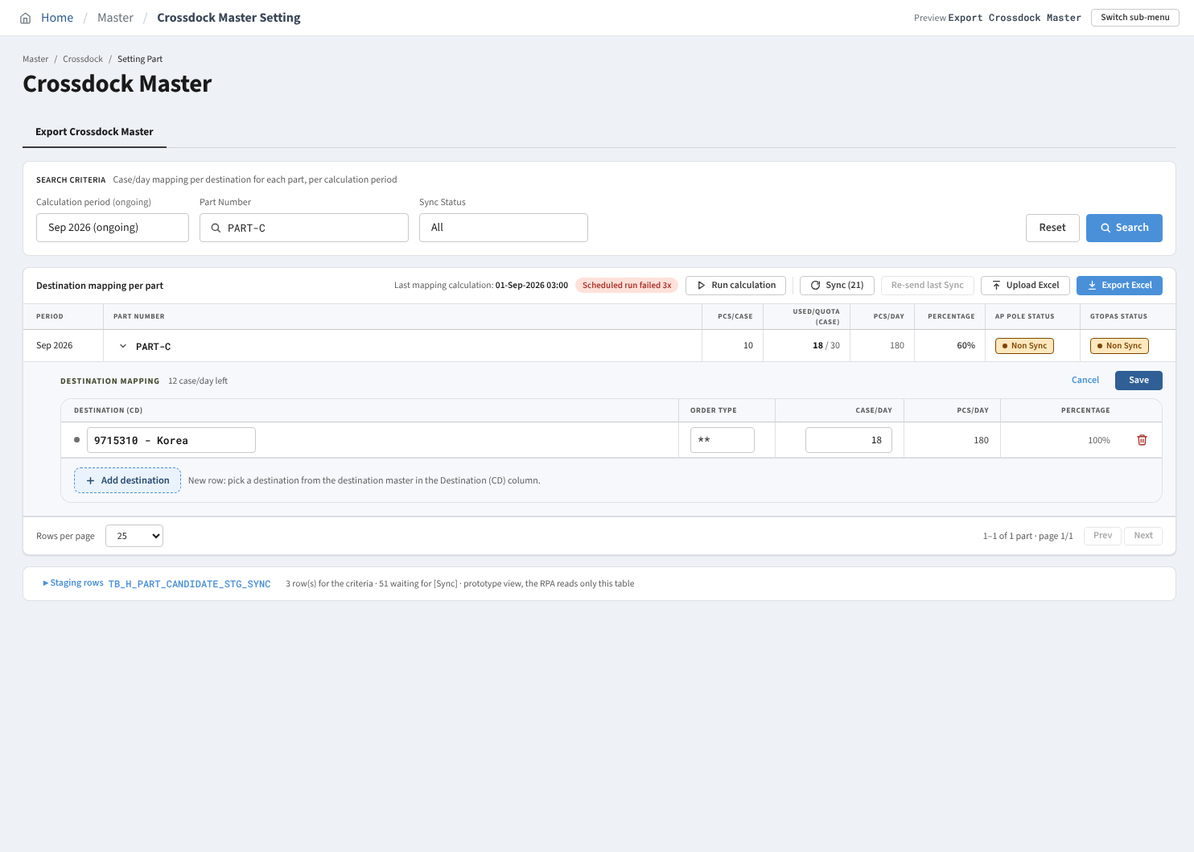 Home / Master / Crossdock Master Setting
Preview Export Crossdock Master Switch sub-menu
Master / Crossdock / Setting Part
Crossdock Master
Export Crossdock Master
SEARCH CRITERIA Case/day mapping per destination for each part, per calculation period
Calculation period (ongoing) Part Number Sync Status
Sep 2026 (ongoing) PART-C All Reset Search
Destination mapping per part Last mapping calculation: 01-Sep-2026 03:00 Scheduled run failed 3x Run calculation Sync (21) Re-send last Sync Upload Excel Export Excel
PERIOD PART NUMBER PCS/CASE USED/QUOTA (CASE) PCS/DAY PERCENTAGE AP POLE STATUS GTOPAS STATUS
Sep 2026 PART-C 10 18 / 30 180 60% Non Sync Non Sync
DESTINATION MAPPING 12 case/day left Cancel Save
DESTINATION (CD) ORDER TYPE CASE/DAY PCS/DAY PERCENTAGE
9715310 - Korea ** 18 180 100%
+ Add destination New row: pick a destination from the destination master in the Destination (CD) column.
Rows per page 25 1–1 of 1 part · page 1/1 Prev Next
▸ Staging rows TB_H_PART_CANDIDATE_STG_SYNC 3 row(s) for the criteria · 51 waiting for [Sync] · prototype view, the RPA reads only this table